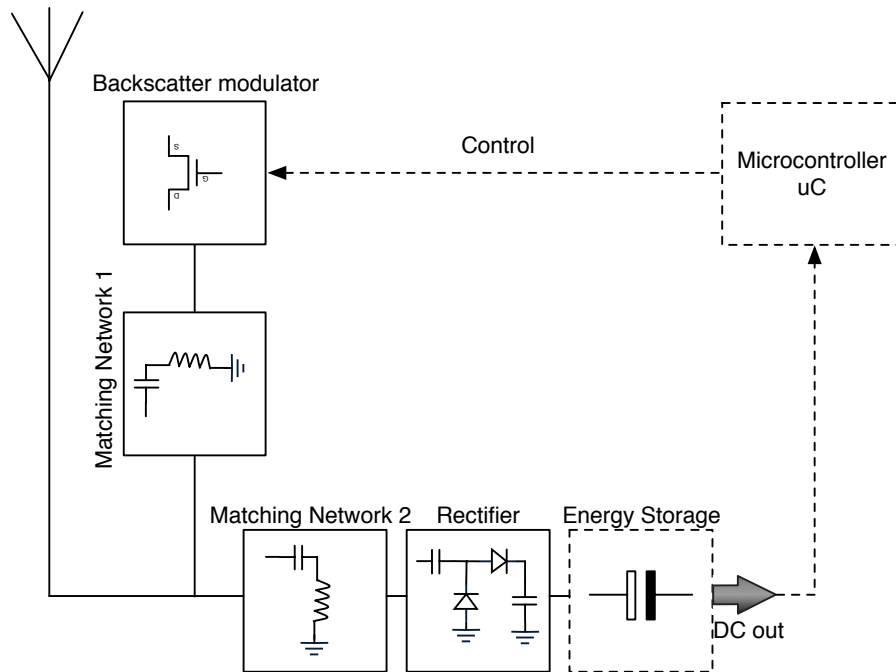 Backscatter modulator
S
G
D
Control
Microcontroller
uC
Matching Network 1
Matching Network 2
Rectifier
Energy Storage
DC out